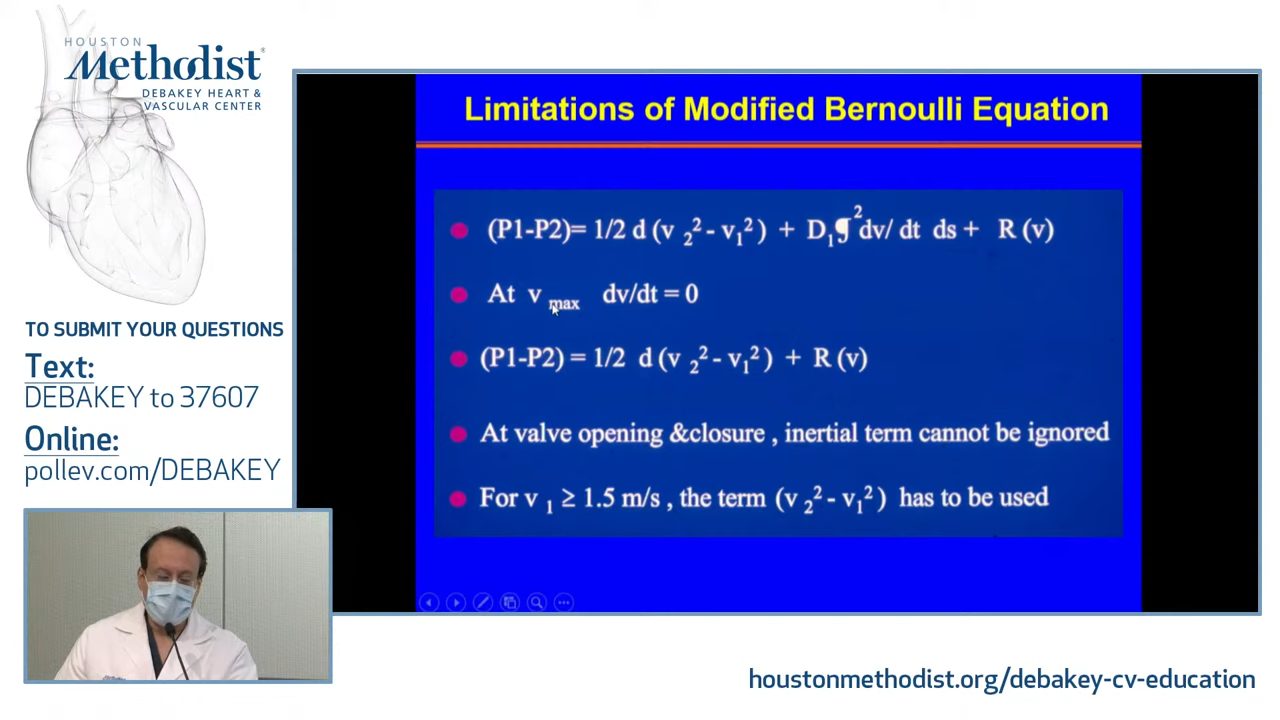 HOUSTON
Methodist®
DEBAKEY HEART &
VASCULAR CENTER
Limitations of Modified Bernoulli Equation
(P1-P2)= 1/2 d (v ₂² - v₁² ) + D₁¶² dv/ dt ds + R (v)
At v max dv/dt = 0
(P1-P2) = 1/2 d (v ₂² - v₁² ) + R (v)
At valve opening &closure , inertial term cannot be ignored
For v ₁ ≥ 1.5 m/s , the term (v ₂² - v₁² ) has to be used
TO SUBMIT YOUR QUESTIONS
Text:
DEBAKEY to 37607
Online:
pollev.com/DEBAKEY
houstonmethodist.org/debakey-cv-education